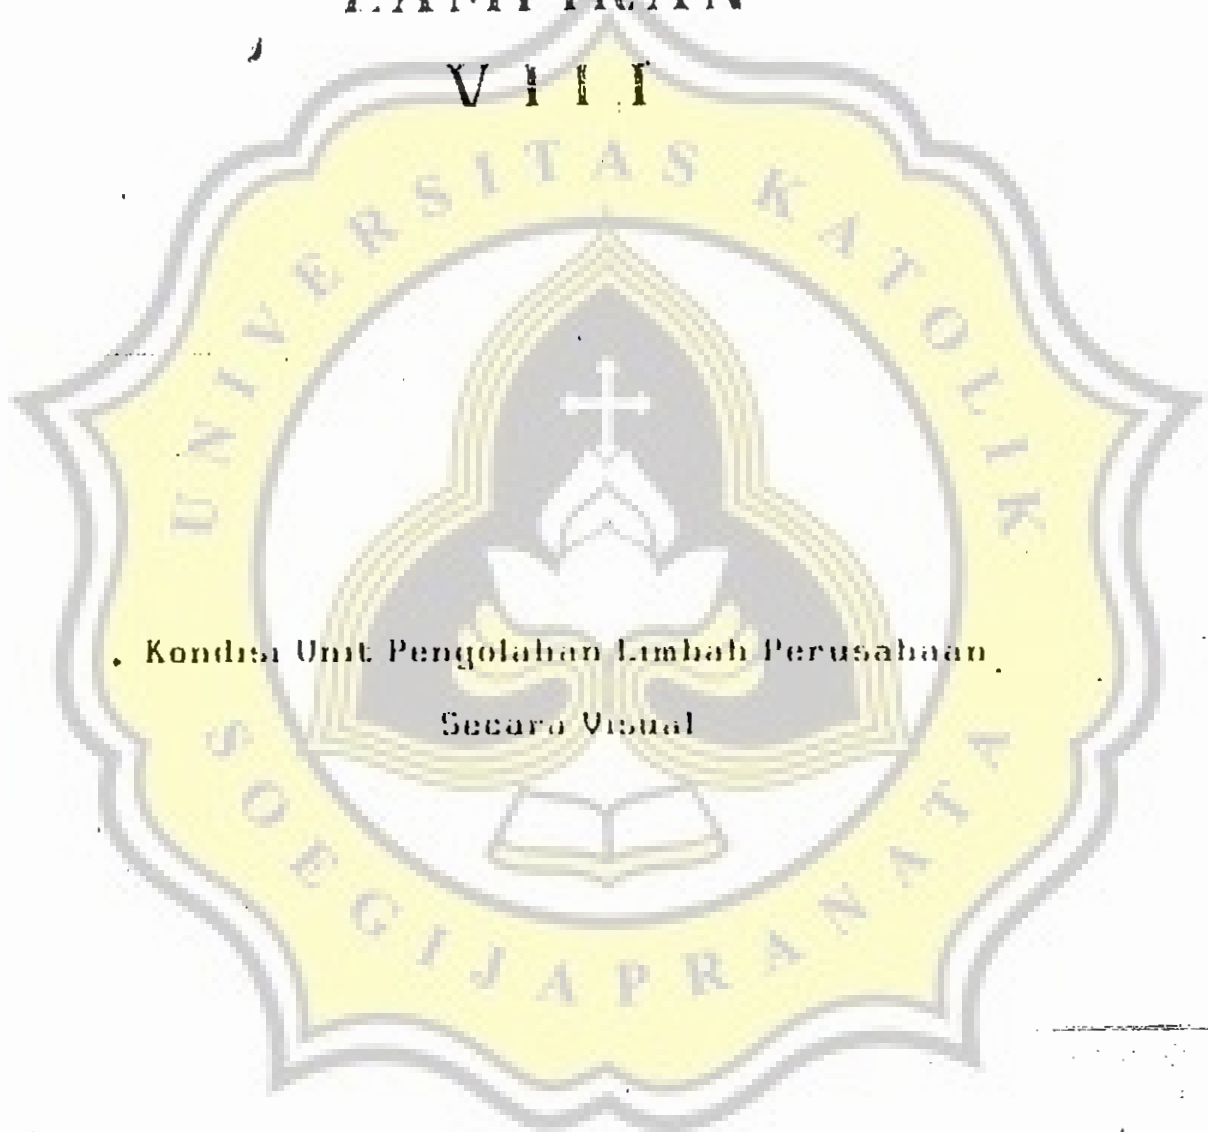 LAMPIRAN
VIII
UNIVERSITAS KATOLIK
Kondisi Unit Pengolahan Limbah Perusahaan
Secara Visual
SOEGIJAPRANATA